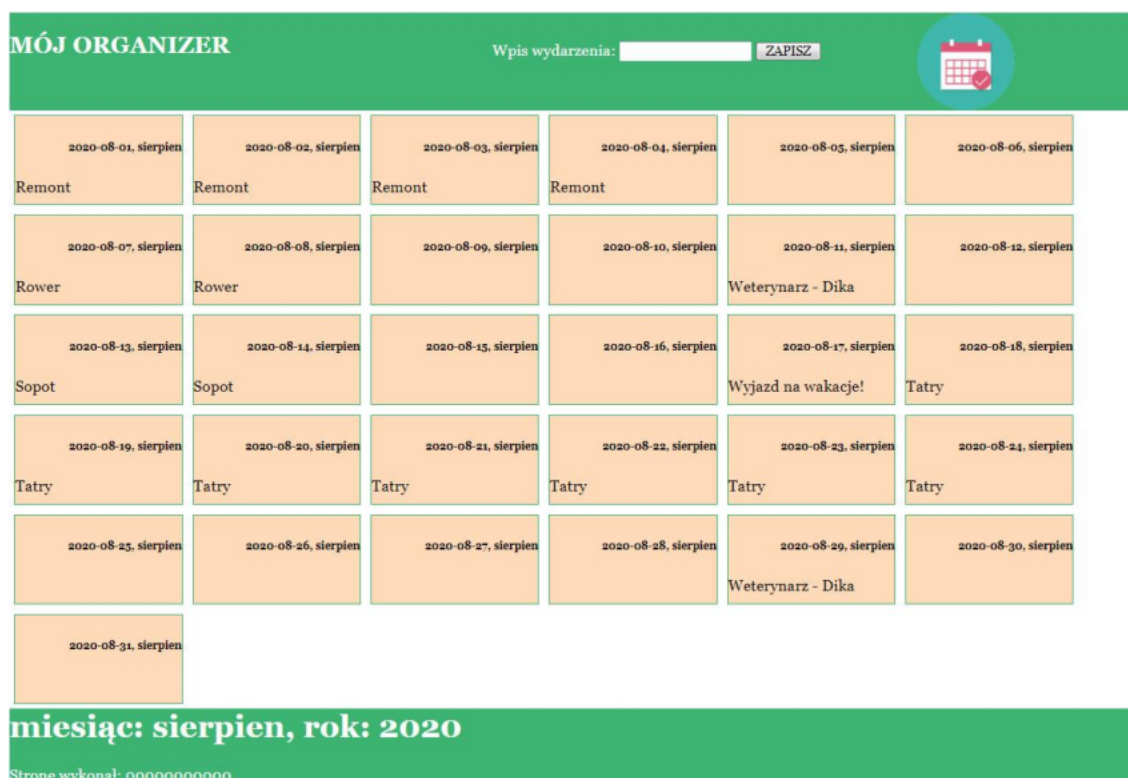 MÓJ ORGANIZER
Wpis wydarzenia: ZAPISZ
2020-08-01, sierpien
Remont
2020-08-02, sierpien
Remont
2020-08-03, sierpien
Remont
2020-08-04, sierpien
Remont
2020-08-05, sierpien
2020-08-06, sierpien
2020-08-07, sierpien
Rower
2020-08-08, sierpien
Rower
2020-08-09, sierpien
2020-08-10, sierpien
2020-08-11, sierpien
Weterynarz - Dika
2020-08-12, sierpien
2020-08-13, sierpien
Sopot
2020-08-14, sierpien
Sopot
2020-08-15, sierpien
2020-08-16, sierpien
2020-08-17, sierpien
Wyjazd na wakacje!
2020-08-18, sierpien
Tatry
2020-08-19, sierpien
Tatry
2020-08-20, sierpien
Tatry
2020-08-21, sierpien
Tatry
2020-08-22, sierpien
Tatry
2020-08-23, sierpien
Tatry
2020-08-24, sierpien
Tatry
2020-08-25, sierpien
2020-08-26, sierpien
2020-08-27, sierpien
2020-08-28, sierpien
2020-08-29, sierpien
Weterynarz - Dika
2020-08-30, sierpien
2020-08-31, sierpien
miesiąc: sierpien, rok: 2020
Stronę wykonał: 00000000000